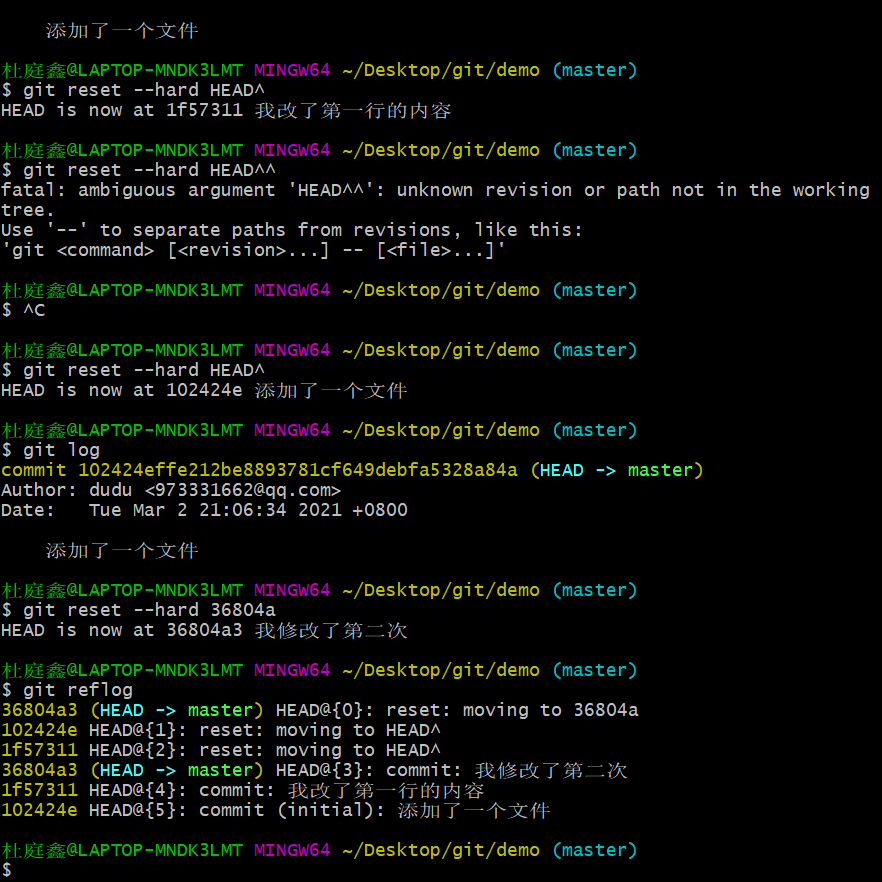 添加了一个文件
杜庭鑫@LAPTOP-MNDK3LMT MINGW64 ~/Desktop/git/demo (master)
$ git reset --hard HEAD^
HEAD is now at 1f57311 我改了第一行的内容
杜庭鑫@LAPTOP-MNDK3LMT MINGW64 ~/Desktop/git/demo (master)
$ git reset --hard HEAD^^
fatal: ambiguous argument 'HEAD^^': unknown revision or path not in the working
tree.
Use '--' to separate paths from revisions, like this:
'git <command> [<revision>...] -- [<file>...]'
杜庭鑫@LAPTOP-MNDK3LMT MINGW64 ~/Desktop/git/demo (master)
$ ^C
杜庭鑫@LAPTOP-MNDK3LMT MINGW64 ~/Desktop/git/demo (master)
$ git reset --hard HEAD^
HEAD is now at 102424e 添加了一个文件
杜庭鑫@LAPTOP-MNDK3LMT MINGW64 ~/Desktop/git/demo (master)
$ git log
commit 102424effe212be8893781cf649debfa5328a84a (HEAD -> master)
Author: dudu <973331662@qq.com>
Date:   Tue Mar 2 21:06:34 2021 +0800
添加了一个文件
杜庭鑫@LAPTOP-MNDK3LMT MINGW64 ~/Desktop/git/demo (master)
$ git reset --hard 36804a
HEAD is now at 36804a3 我修改了第二次
杜庭鑫@LAPTOP-MNDK3LMT MINGW64 ~/Desktop/git/demo (master)
$ git reflog
36804a3 (HEAD -> master) HEAD@{0}: reset: moving to 36804a
102424e HEAD@{1}: reset: moving to HEAD^
1f57311 HEAD@{2}: reset: moving to HEAD^
36804a3 (HEAD -> master) HEAD@{3}: commit: 我修改了第二次
1f57311 HEAD@{4}: commit: 我改了第一行的内容
102424e HEAD@{5}: commit (initial): 添加了一个文件
杜庭鑫@LAPTOP-MNDK3LMT MINGW64 ~/Desktop/git/demo (master)
$